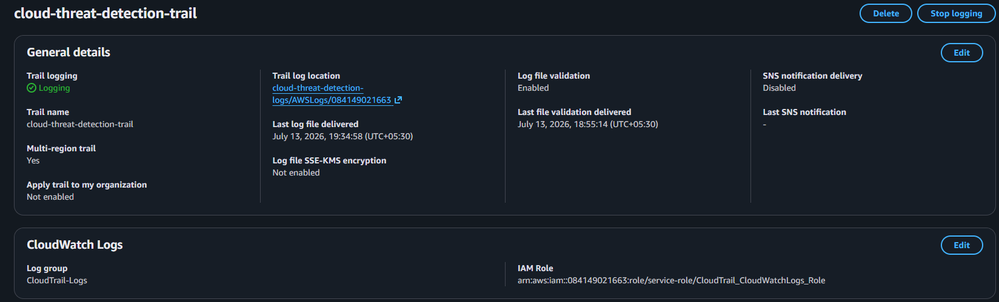 cloud-threat-detection-trail
Delete
Stop logging
General details
Edit
Trail logging
Logging
Trail name
cloud-threat-detection-trail
Multi-region trail
Yes
Apply trail to my organization
Not enabled
Trail log location
cloud-threat-detection-
logs/AWSLogs/084149021663
Last log file delivered
July 13, 2026, 19:34:58 (UTC+05:30)
Log file SSE-KMS encryption
Not enabled
Log file validation
Enabled
Last file validation delivered
July 13, 2026, 18:55:14 (UTC+05:30)
SNS notification delivery
Disabled
Last SNS notification
-
CloudWatch Logs
Edit
Log group
CloudTrail-Logs
IAM Role
arn:aws:iam::084149021663:role/service-role/CloudTrail_CloudWatchLogs_Role